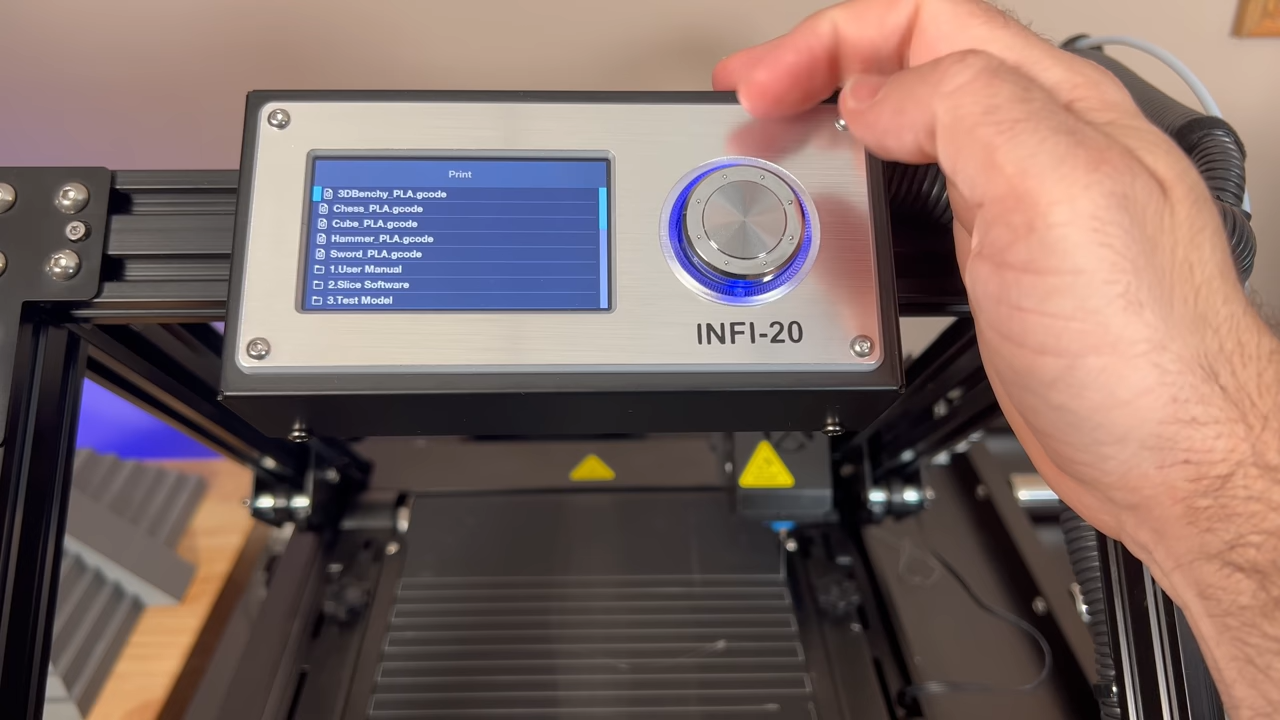 Print
3DBenchy_PLA.gcode
Chess_PLA.gcode
Cube_PLA.gcode
Hammer_PLA.gcode
Sword_PLA.gcode
1.User Manual
2.Slice Software
3.Test Model
INFI-20